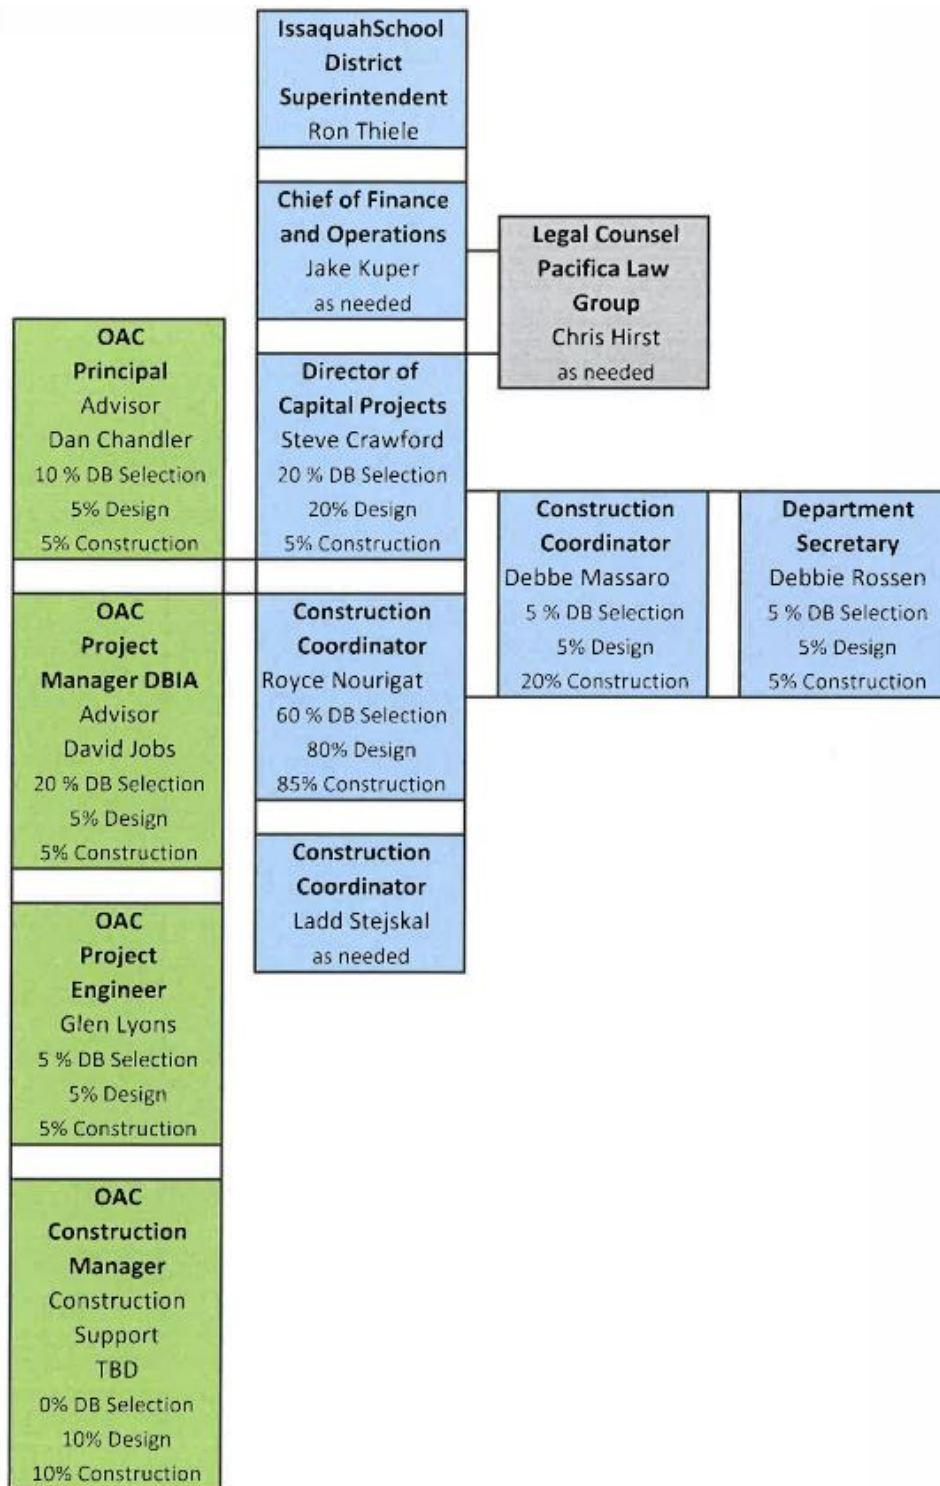 IssaquahSchool
District
Superintendent
Ron Thiele
Chief of Finance
and Operations
Jake Kuper
as needed
Legal Counsel
Pacifica Law
Group
Chris Hirst
as needed
OAC
Principal
Advisor
Dan Chandler
10 % DB Selection
5% Design
5% Construction
Director of
Capital Projects
Steve Crawford
20 % DB Selection
20% Design
5% Construction
Construction
Coordinator
Debbe Massaro
5 % DB Selection
5% Design
20% Construction
Department
Secretary
Debbie Rossen
5 % DB Selection
5% Design
5% Construction
OAC
Project
Manager DBIA
Advisor
David Jobs
20 % DB Selection
5% Design
5% Construction
Construction
Coordinator
Royce Nourigat
60 % DB Selection
80% Design
85% Construction
Construction
Coordinator
Ladd Stejskal
as needed
OAC
Project
Engineer
Glen Lyons
5 % DB Selection
5% Design
5% Construction
OAC
Construction
Manager
Construction
Support
TBD
0% DB Selection
10% Design
10% Construction